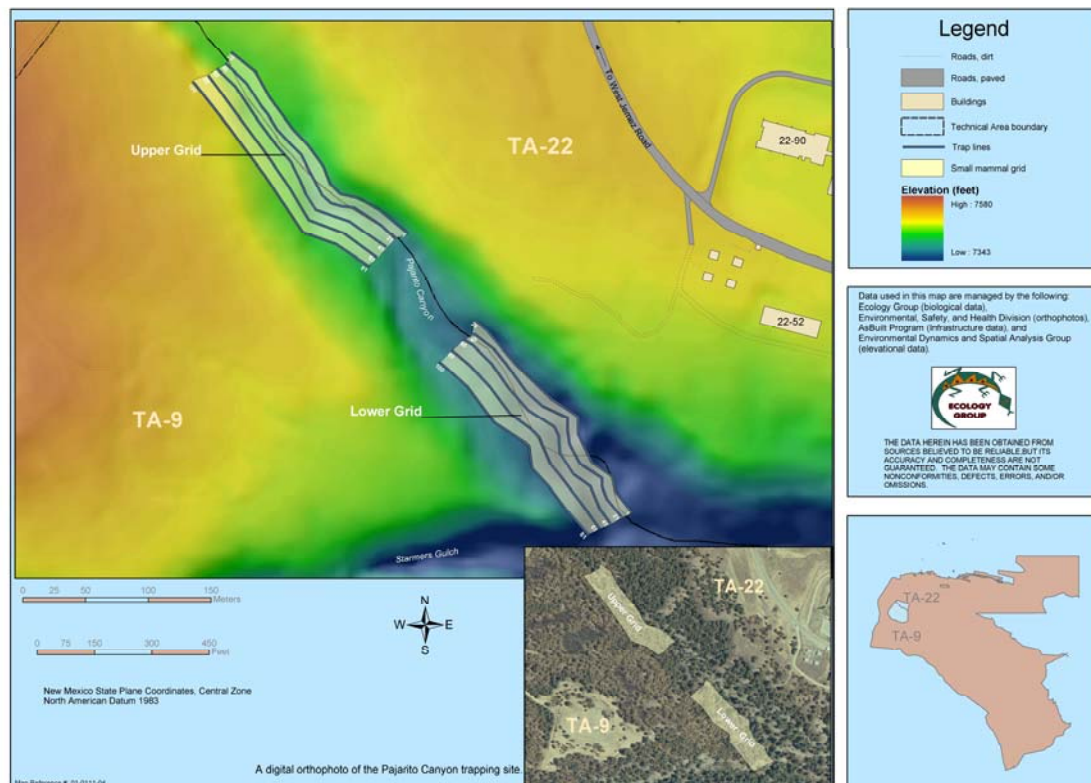 Upper Grid
TA-22
To West Jemez Road
22-90
22-52
Pajarito Canyon
Lower Grid
TA-9
Starmers Gulch
0 25 50 100 150
Meters
0 75 150 300 450
Feet
N
W E
S
New Mexico State Plane Coordinates, Central Zone
North American Datum 1983
A digital orthophoto of the Pajarito Canyon trapping site.
Upper Grid
TA-22
TA-9
Lower Grid
Legend
Roads, dirt
Roads, paved
Buildings
Technical Area boundary
Trap lines
Small mammal grid
Elevation (feet)
High : 7580
Low : 7343
Data used in this map are managed by the following:
Ecology Group (biological data),
Environmental, Safety, and Health Division (orthophotos),
AsBuilt Program (Infrastructure data), and
Environmental Dynamics and Spatial Analysis Group
(elevational data).
ECOLOGY
GROUP
THE DATA HEREIN HAS BEEN OBTAINED FROM
SOURCES BELIEVED TO BE RELIABLE,BUT ITS
ACCURACY AND COMPLETENESS ARE NOT
GUARANTEED. THE DATA MAY CONTAIN SOME
NONCONFORMITIES, DEFECTS, ERRORS, AND/OR
OMISSIONS.
TA-22
TA-9